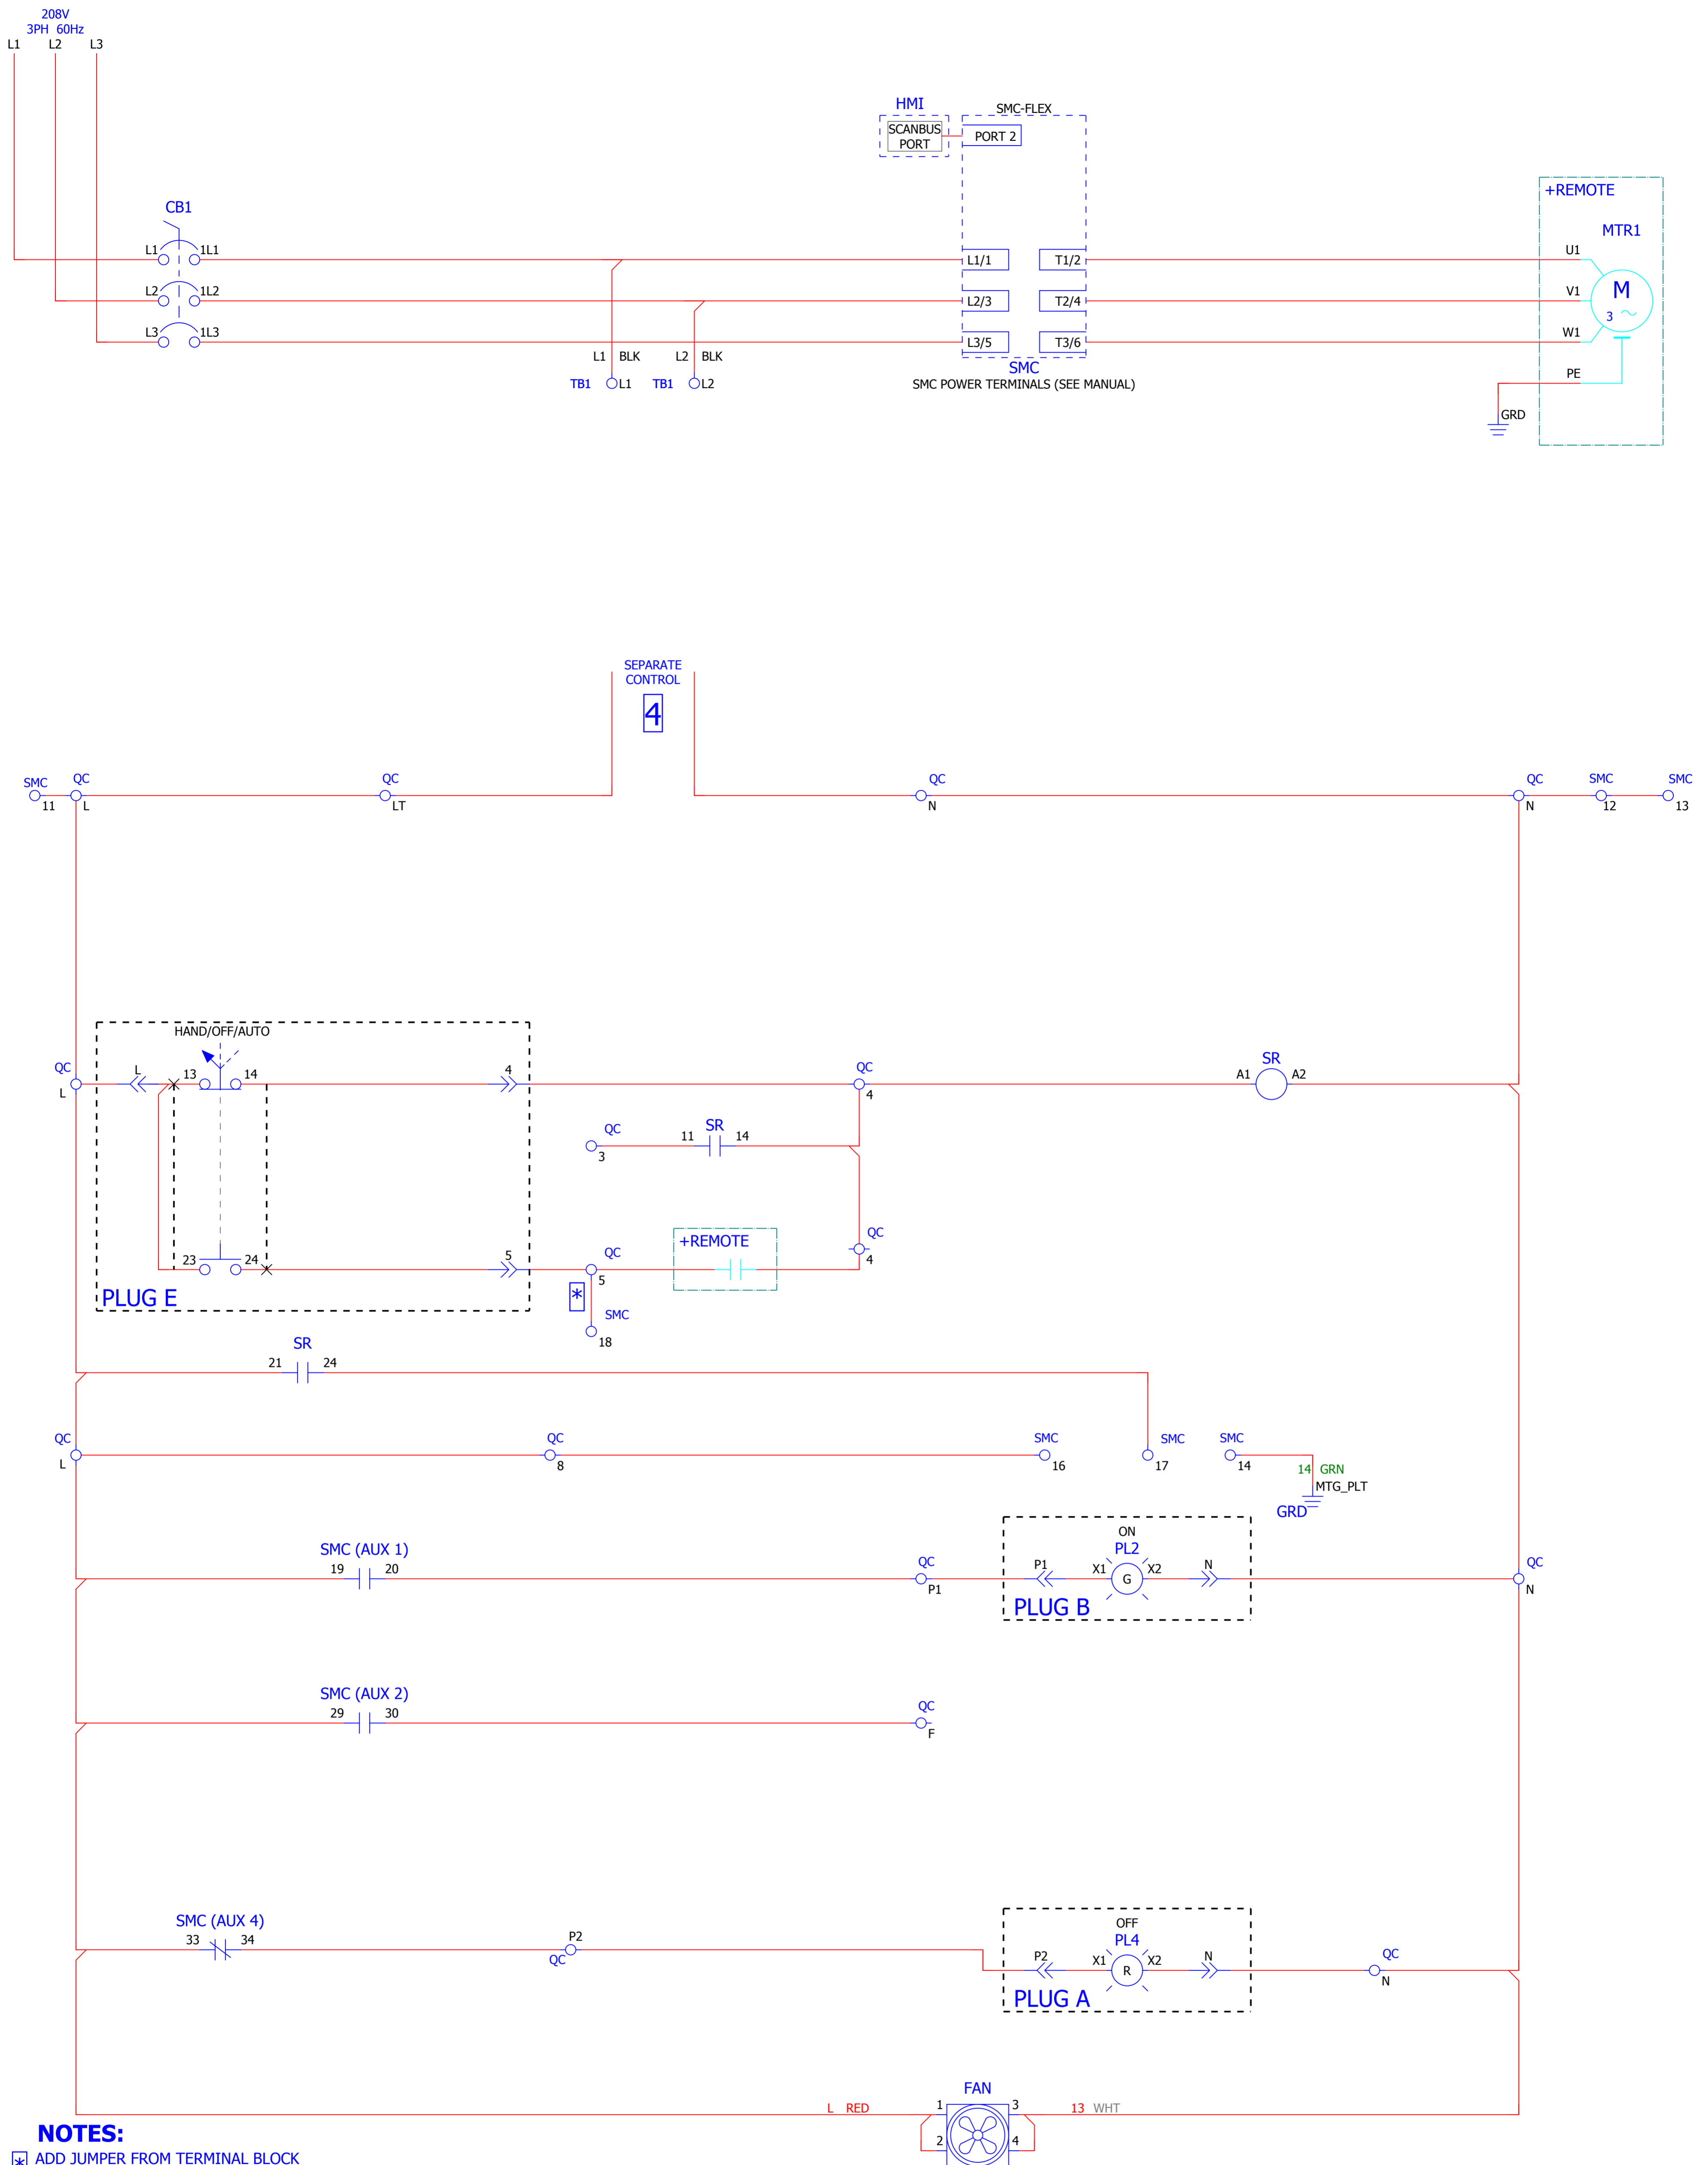 208V
3PH 60Hz
L1 L2 L3
HMI
SCANBUS
PORT
SMC-FLEX
PORT 2
+REMOTE
MTR1
CB1
L1 1L1
L1/1 T1/2
U1
L2 1L2
L2/3 T2/4
V1
M
3
L3 1L3
L3/5 T3/6
W1
L1 BLK L2 BLK
SMC
PE
TB1 L1 TB1 L2
SMC POWER TERMINALS (SEE MANUAL)
GRD
SEPARATE
CONTROL
4
SMC QC QC QC QC SMC SMC
11 L LT N N 12 13
HAND/OFF/AUTO
QC L 13 14 4 QC SR
L 4 A1 A2
QC 11 SR 14
3
+REMOTE
QC
4
23 24 5 QC
5
PLUG E
*
SMC
18
SR
21 24
QC QC SMC SMC SMC
L 8 16 17 14
14 GRN
MTG_PLT
GRD
ON
PL2
SMC (AUX 1)
19 20 QC P1 X1 G X2 N QC
P1 N
PLUG B
SMC (AUX 2)
29 30 QC
F
OFF
PL4
SMC (AUX 4)
33 34 P2
QC
P2 X1 R X2 N QC
N
PLUG A
FAN
L RED 1 3 13 WHT
2 4
NOTES:
* ADD JUMPER FROM TERMINAL BLOCK